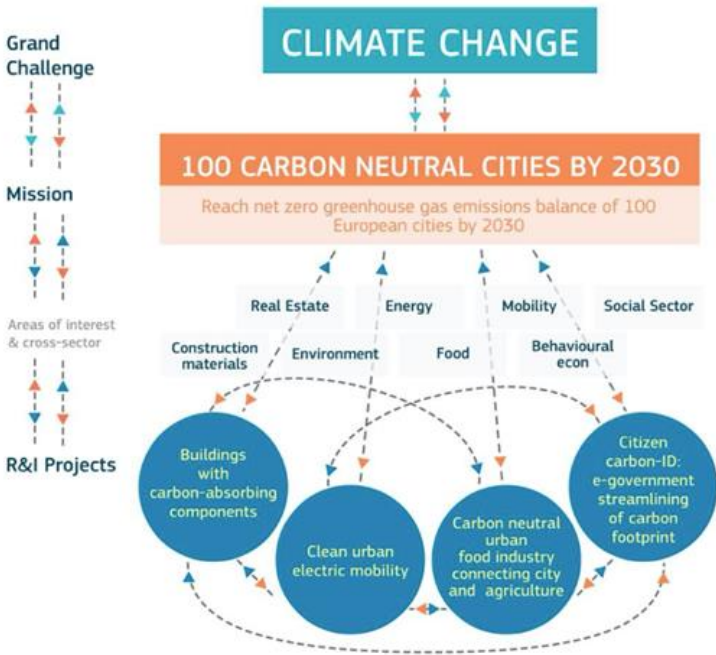 Grand
Challenge
CLIMATE CHANGE
Mission
100 CARBON NEUTRAL CITIES BY 2030
Reach net zero greenhouse gas emissions balance of 100
European cities by 2030
Areas of interest
& cross-sector
Real Estate
Energy
Mobility
Social Sector
Construction
materials
Environment
Food
Behavioural
econ
R&I Projects
Buildings
with
carbon-absorbing
components
Clean urban
electric mobility
Carbon neutral
urban
food industry
connecting city
and agriculture
Citizen
carbon-ID:
e-government
streamlining
of carbon
footprint